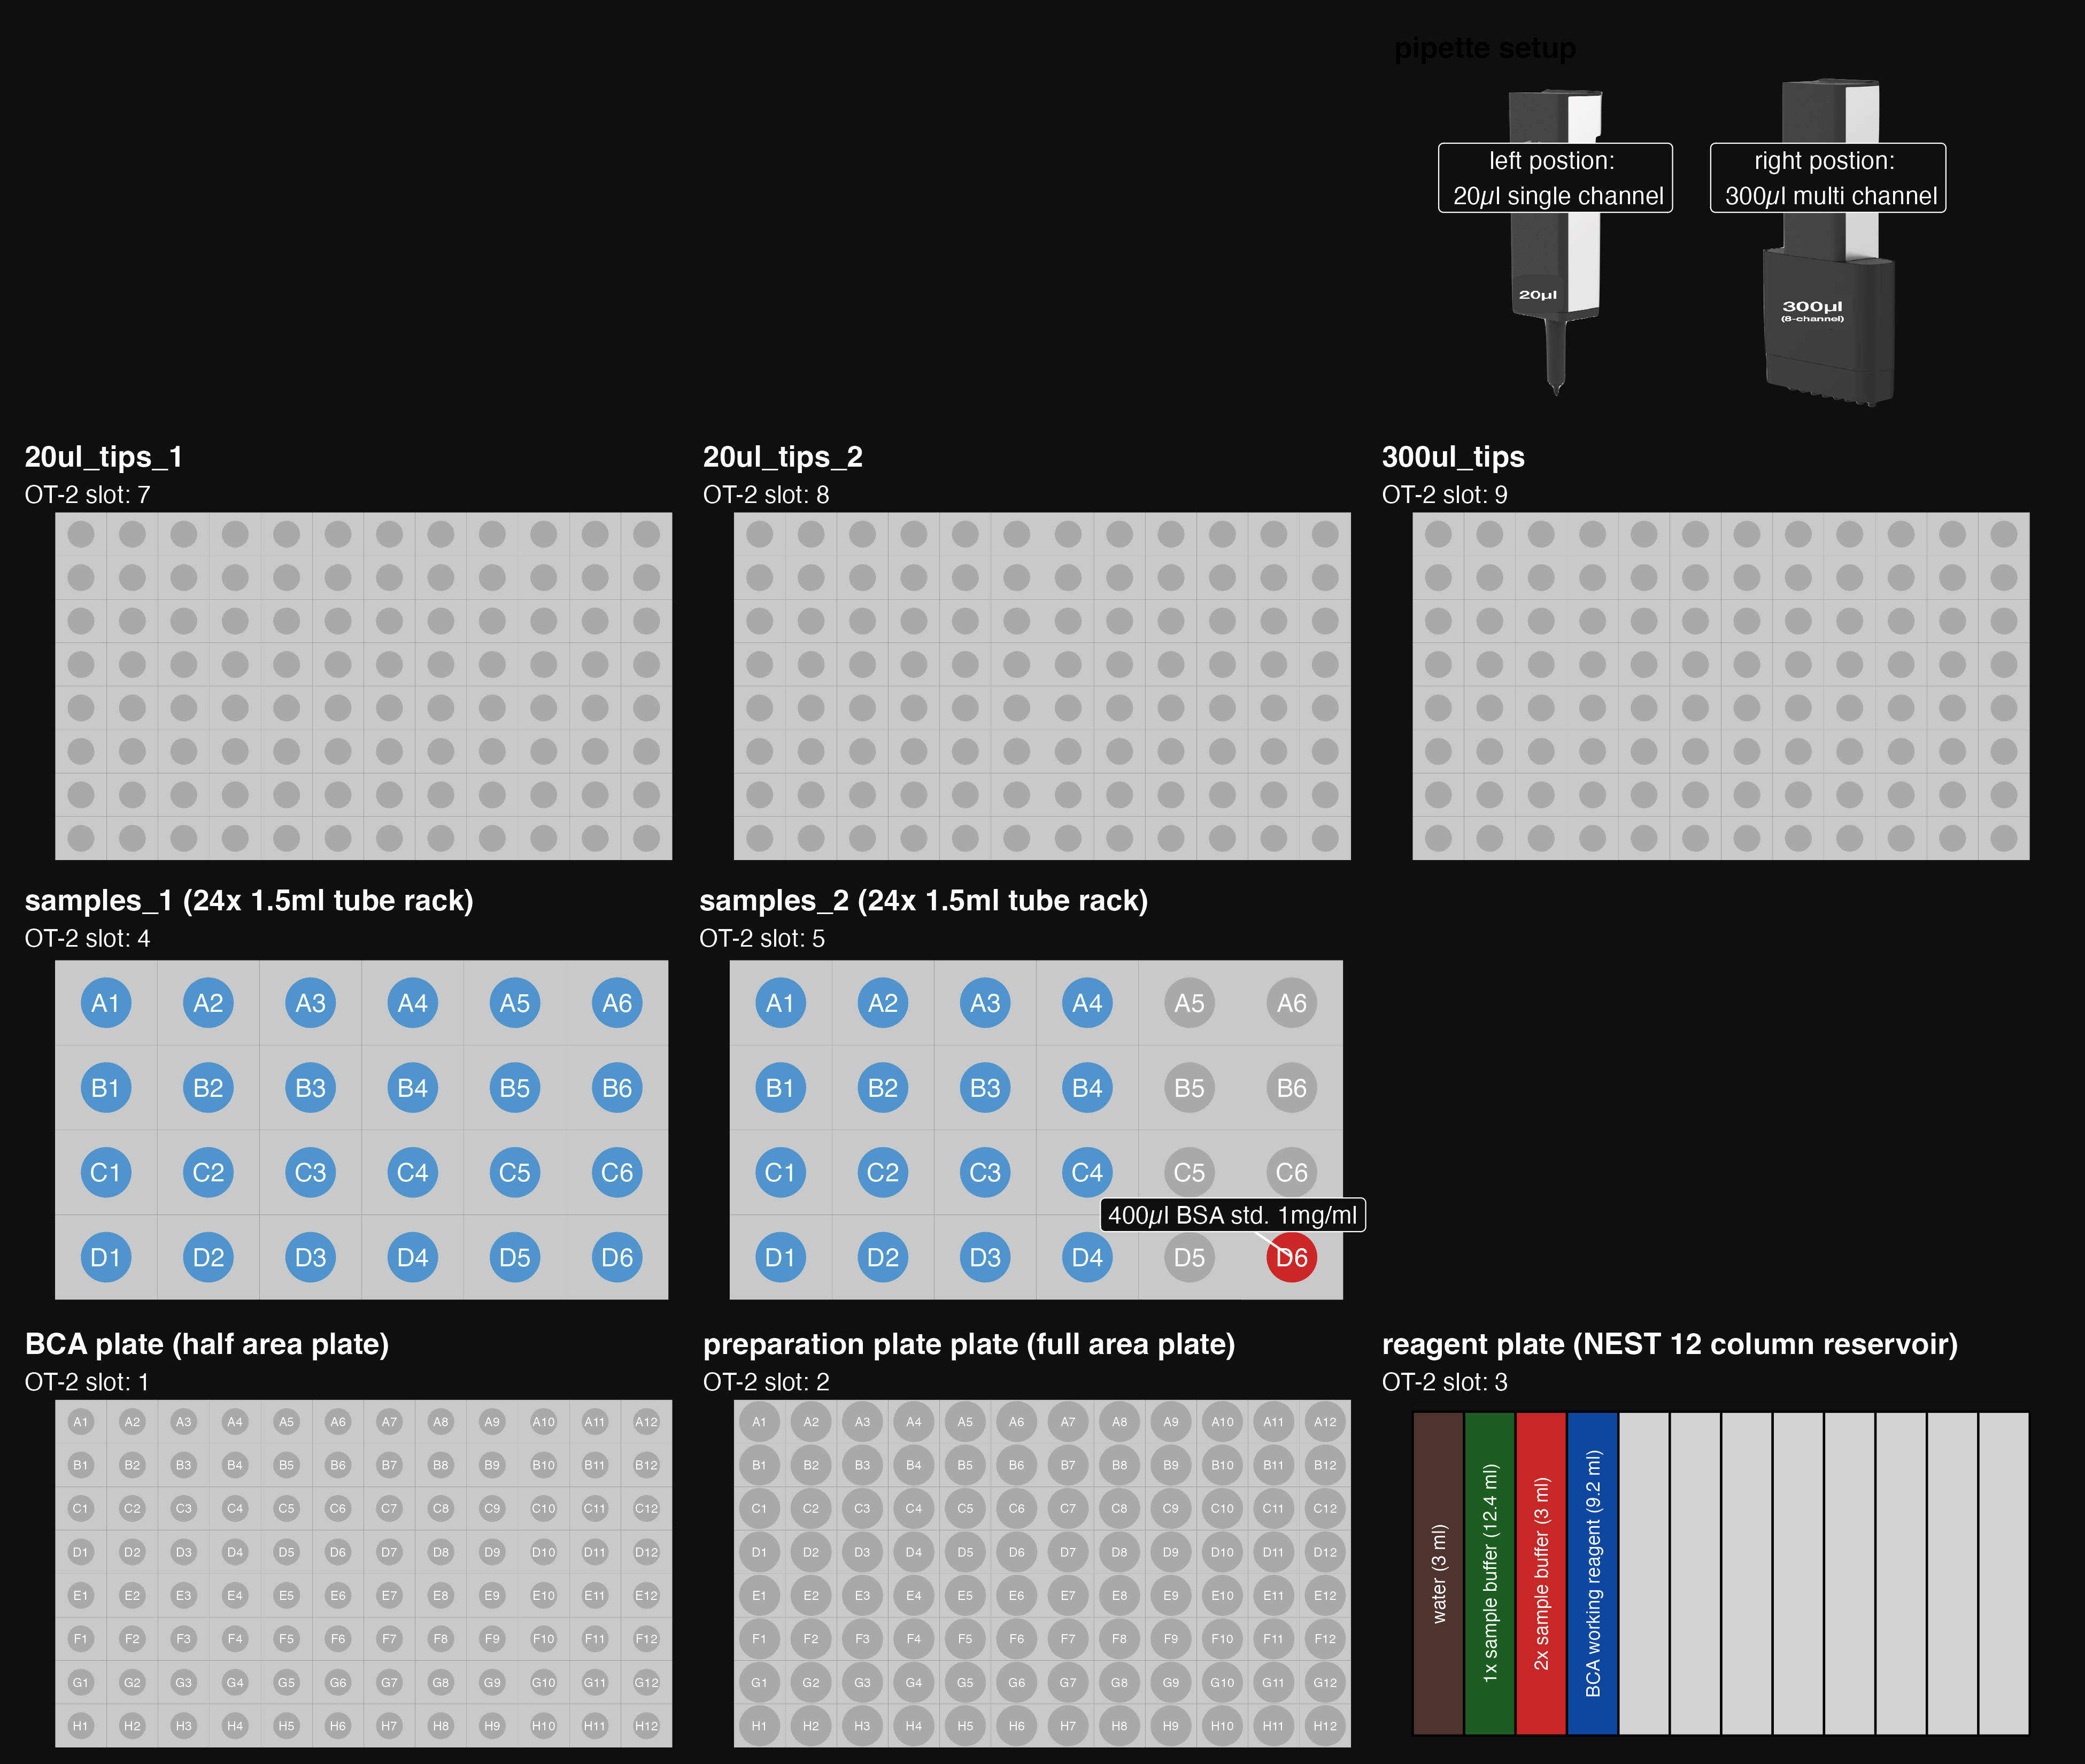 pipette setup
left postion:
20µl single channel
right postion:
300µl multi channel
20µl
300µl
(8-channel)
20ul_tips_1
OT-2 slot: 7
20ul_tips_2
OT-2 slot: 8
300ul_tips
OT-2 slot: 9
samples_1 (24x 1.5ml tube rack)
OT-2 slot: 4
A1 A2 A3 A4 A5 A6
B1 B2 B3 B4 B5 B6
C1 C2 C3 C4 C5 C6
D1 D2 D3 D4 D5 D6
samples_2 (24x 1.5ml tube rack)
OT-2 slot: 5
A1 A2 A3 A4 A5 A6
B1 B2 B3 B4 B5 B6
C1 C2 C3 C4 C5 C6
400µl BSA std. 1mg/ml
D1 D2 D3 D4 D5 D6
BCA plate (half area plate)
OT-2 slot: 1
A1 A2 A3 A4 A5 A6 A7 A8 A9 A10 A11 A12
B1 B2 B3 B4 B5 B6 B7 B8 B9 B10 B11 B12
C1 C2 C3 C4 C5 C6 C7 C8 C9 C10 C11 C12
D1 D2 D3 D4 D5 D6 D7 D8 D9 D10 D11 D12
E1 E2 E3 E4 E5 E6 E7 E8 E9 E10 E11 E12
F1 F2 F3 F4 F5 F6 F7 F8 F9 F10 F11 F12
G1 G2 G3 G4 G5 G6 G7 G8 G9 G10 G11 G12
H1 H2 H3 H4 H5 H6 H7 H8 H9 H10 H11 H12
preparation plate plate (full area plate)
OT-2 slot: 2
A1 A2 A3 A4 A5 A6 A7 A8 A9 A10 A11 A12
B1 B2 B3 B4 B5 B6 B7 B8 B9 B10 B11 B12
C1 C2 C3 C4 C5 C6 C7 C8 C9 C10 C11 C12
D1 D2 D3 D4 D5 D6 D7 D8 D9 D10 D11 D12
E1 E2 E3 E4 E5 E6 E7 E8 E9 E10 E11 E12
F1 F2 F3 F4 F5 F6 F7 F8 F9 F10 F11 F12
G1 G2 G3 G4 G5 G6 G7 G8 G9 G10 G11 G12
H1 H2 H3 H4 H5 H6 H7 H8 H9 H10 H11 H12
reagent plate (NEST 12 column reservoir)
OT-2 slot: 3
water (3 ml)
1x sample buffer (12.4 ml)
2x sample buffer (3 ml)
BCA working reagent (9.2 ml)